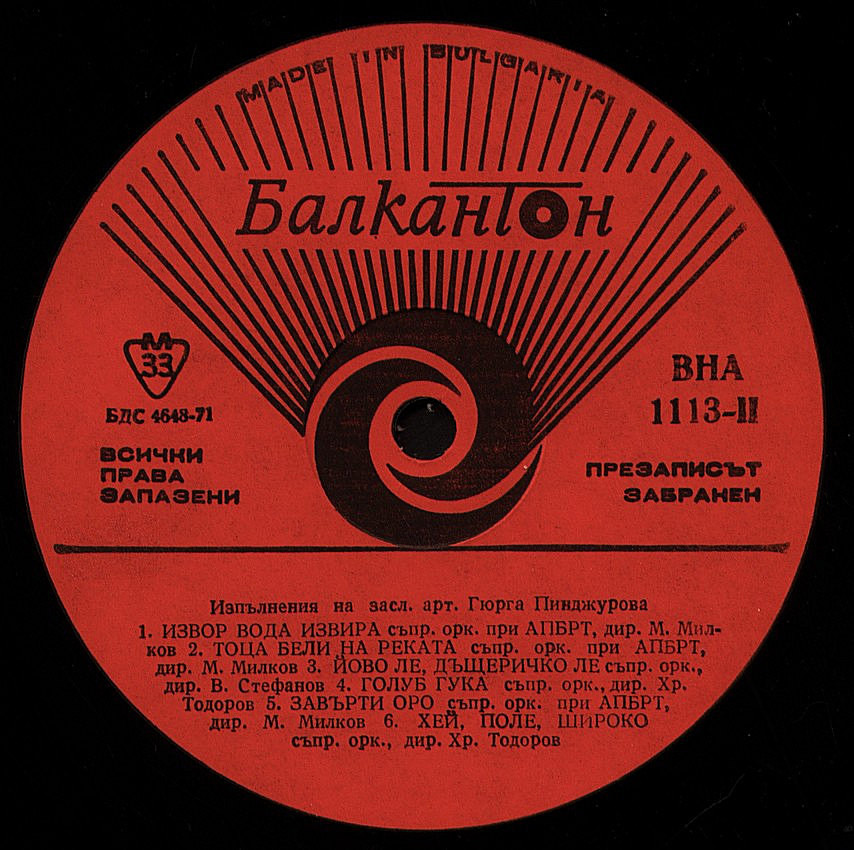 MADE IN BULGARIA
Балкантон
М
33
БДС 4648-71
ВСИЧКИ
ПРАВА
ЗАПАЗЕНИ
ВНА
1113-II
ПРЕЗАПИСЪТ
ЗАБРАНЕН
Изпълнения на засл. арт. Гюрга Пинджурова
1. ИЗВОР ВОДА ИЗВИРА съпр. орк. при АПБРТ, дир. М. Мил-
ков 2. ТОЦА БЕЛИ НА РЕКАТА съпр. орк. при АПБРТ,
дир. М. Милков 3. ЙОВО ЛЕ, ДЪЩЕРИЧКО ЛЕ съпр. орк.,
дир. В. Стефанов 4. ГОЛУБ ГУКА съпр. орк., дир. Хр.
Тодоров 5. ЗАВЪРТИ ОРО съпр. орк. при АПБРТ,
дир. М. Милков 6. ХЕЙ, ПОЛЕ, ШИРОКО
съпр. орк., дир. Хр. Тодоров